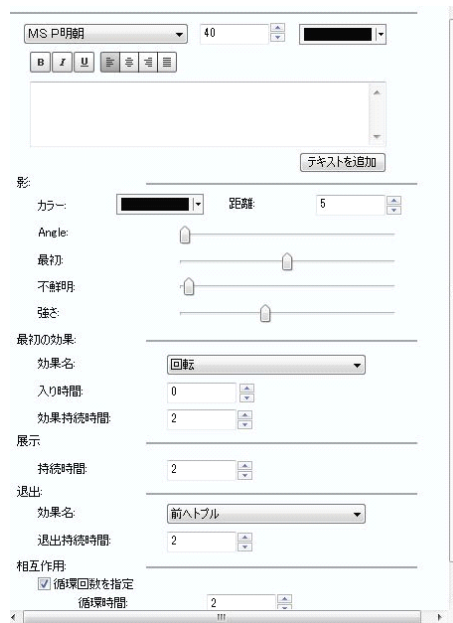 MS P明朝 40
B I U
テキストを追加
影:
カラー: 距離: 5
Angle:
最初:
不鮮明:
強さ:
最初の効果:
効果名: 回転
入り時間: 0
効果持続時間: 2
展示
持続時間: 2
退出:
効果名: 前へトプル
退出持続時間: 2
相互作用:
循環回数を指定
循環時間: 2